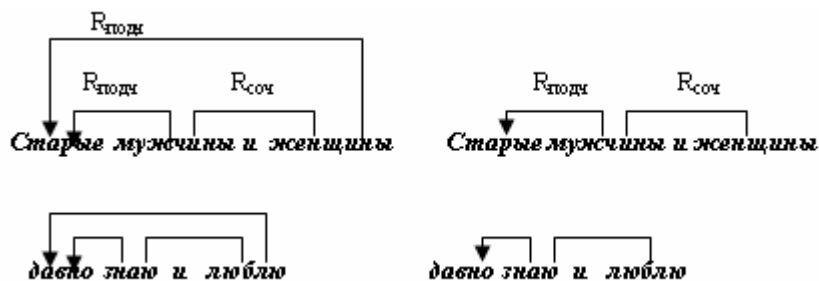 Rподч
Rподч Rсоч Rподч Rсоч
Старые мужчины и женщины Старые мужчины и женщины
давно знаю и люблю давно знаю и люблю